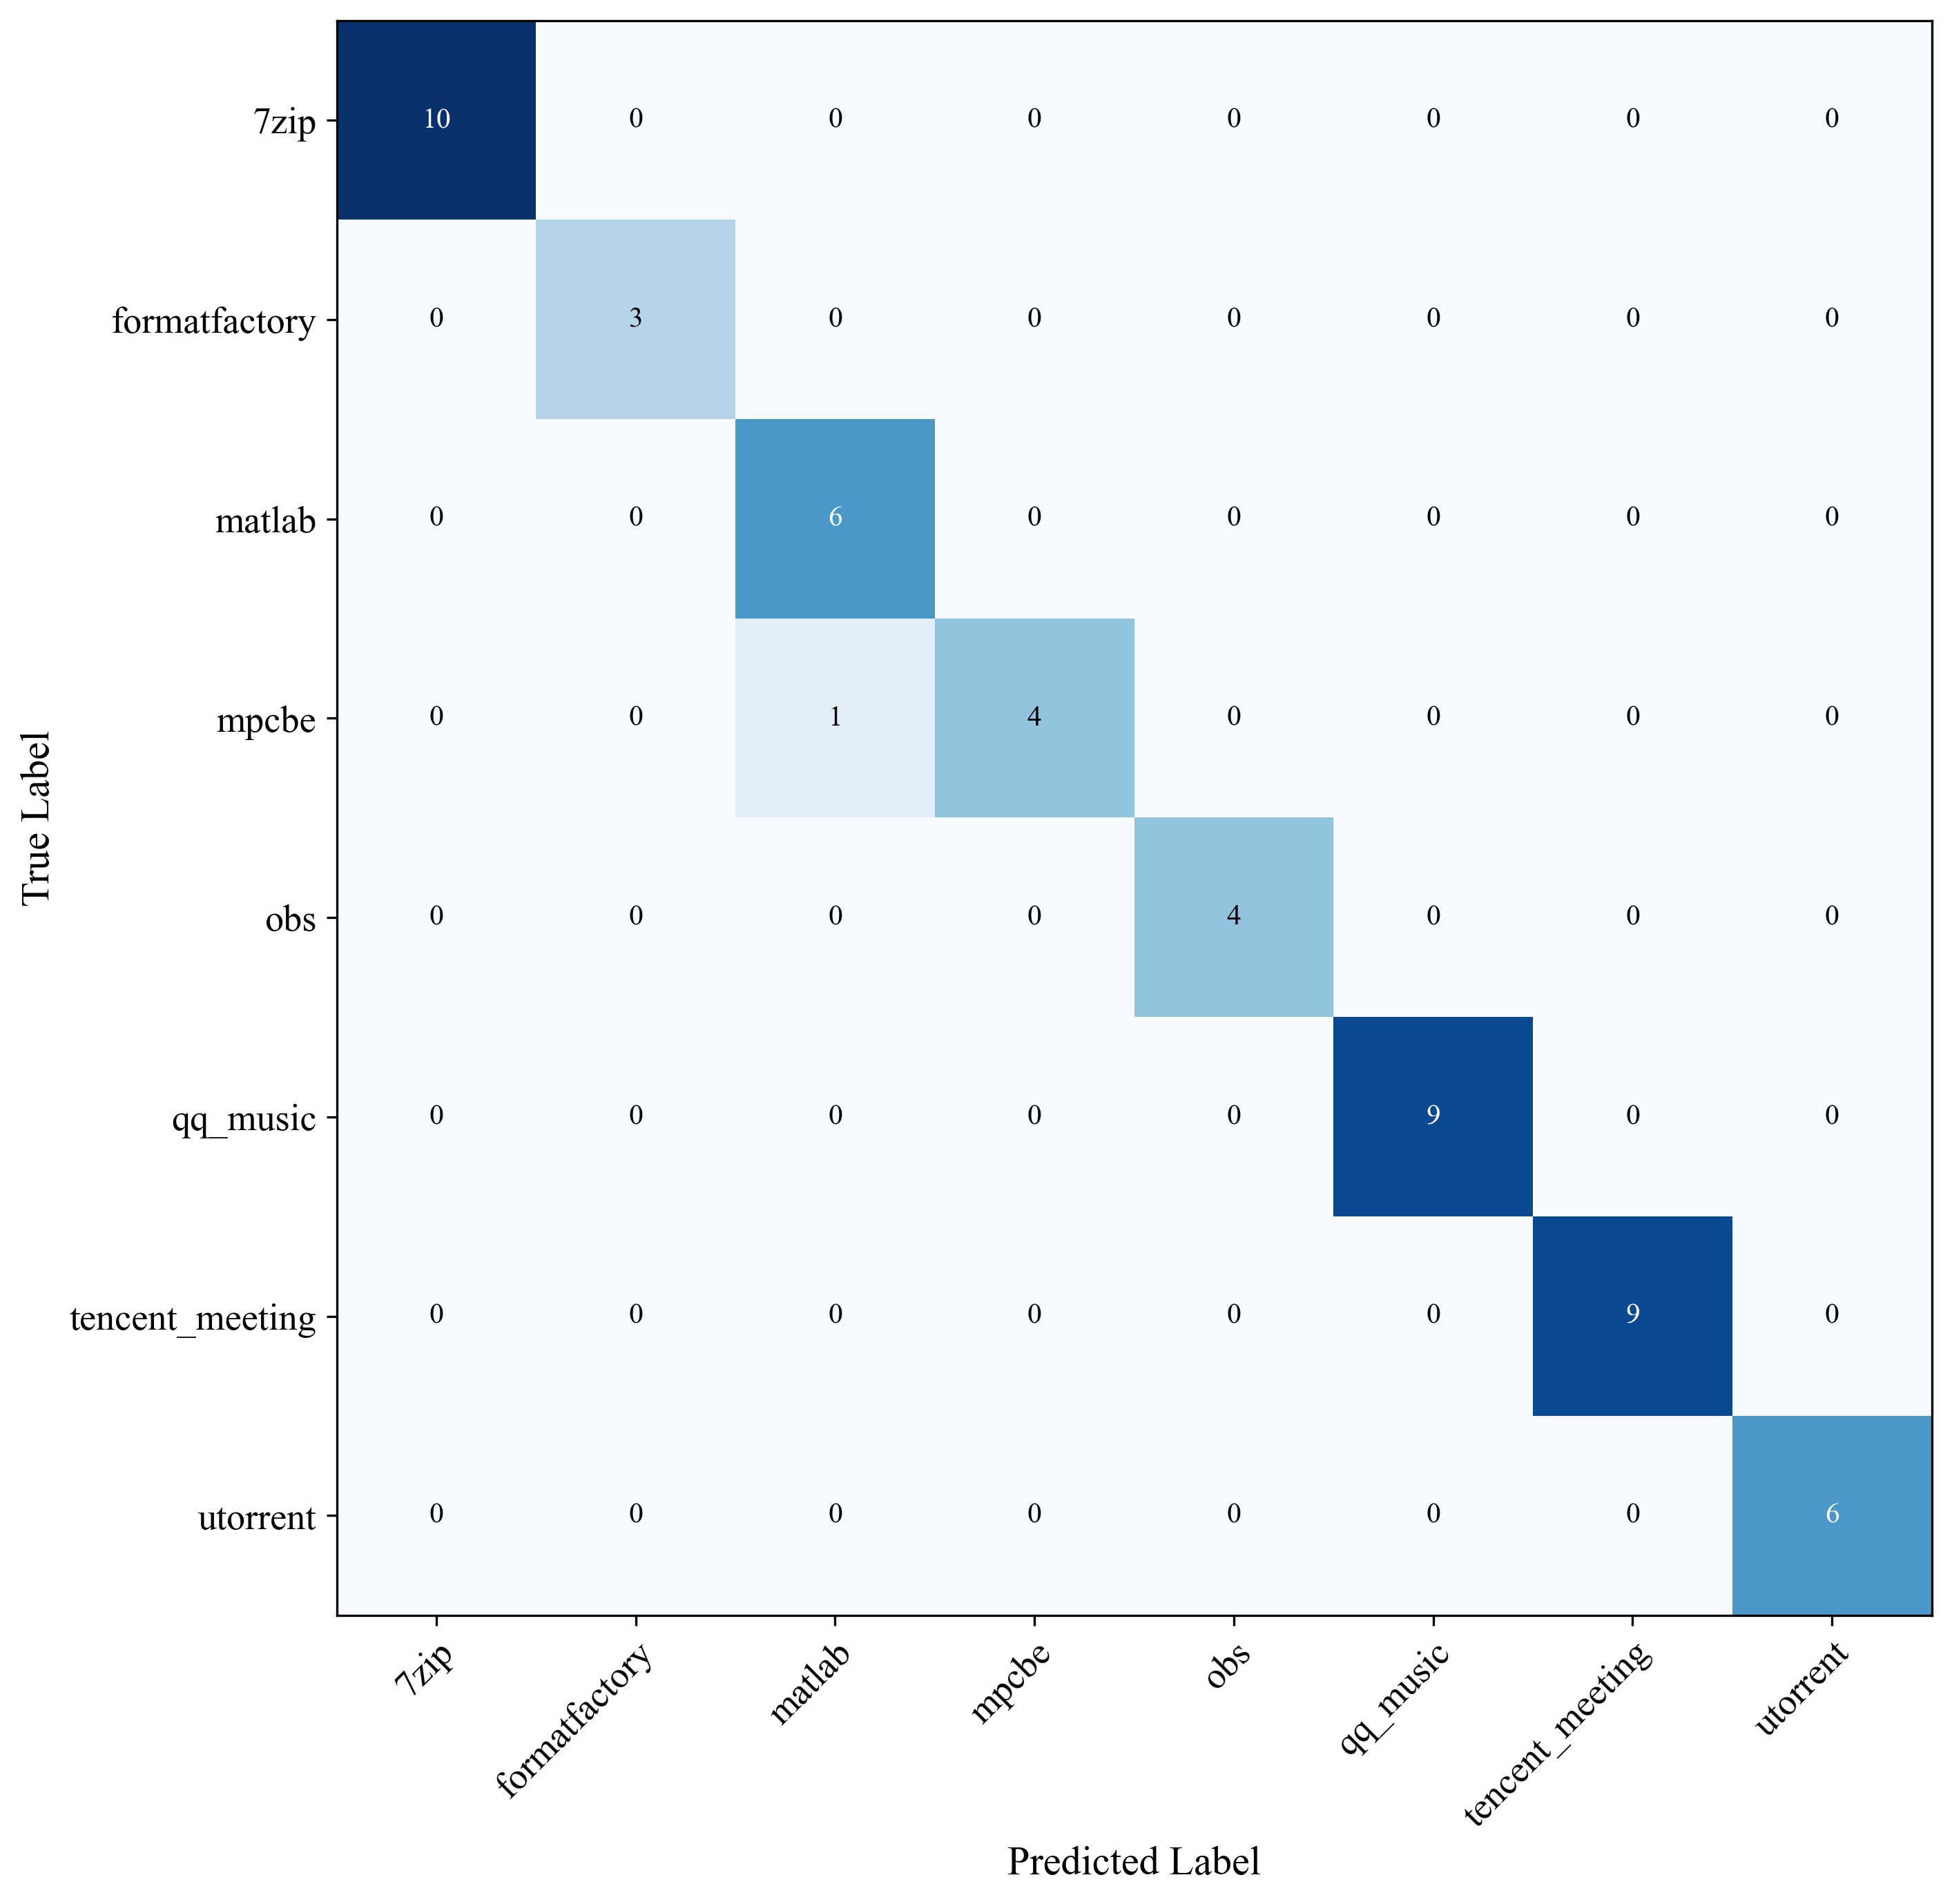 7zip 10 0 0 0 0 0 0 0
formatfactory 0 3 0 0 0 0 0 0
matlab 0 0 6 0 0 0 0 0
mpcbe 0 0 1 4 0 0 0 0
obs 0 0 0 0 4 0 0 0
qq_music 0 0 0 0 0 9 0 0
tencent_meeting 0 0 0 0 0 0 9 0
utorrent 0 0 0 0 0 0 0 6
True Label
7zip formatfactory matlab mpcbe obs qq_music tencent_meeting utorrent
Predicted Label